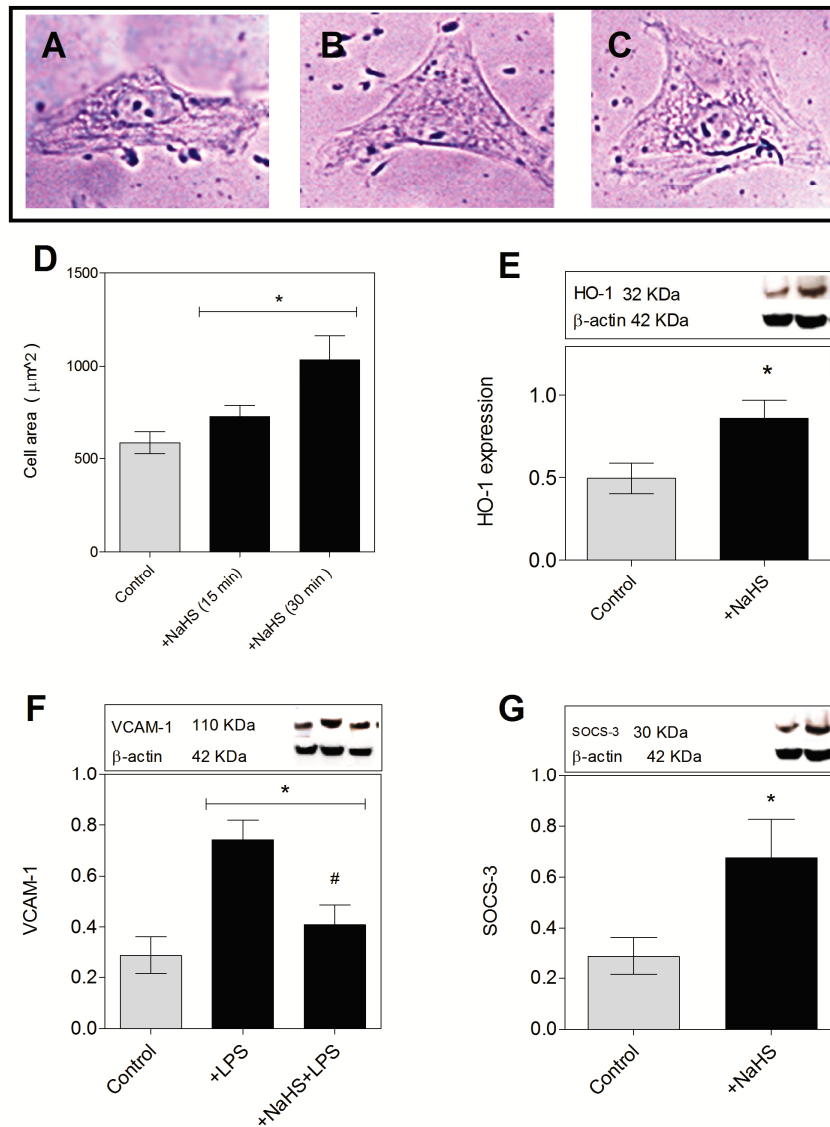 A
B
C
D
1500
1000
500
0
Cell area ( μm^2)
*
Control
+NaHS (15 min)
+NaHS (30 min )
E
HO-1 32 KDa
β-actin 42 KDa
1.0
0.5
0.0
HO-1 expression
*
Control
+NaHS
F
VCAM-1 110 KDa
β-actin 42 KDa
1.0
0.8
0.6
0.4
0.2
0.0
VCAM-1
*
#
Control
+LPS
+NaHS+LPS
G
SOCS-3 30 KDa
β-actin 42 KDa
1.0
0.8
0.6
0.4
0.2
0.0
SOCS-3
*
Control
+NaHS